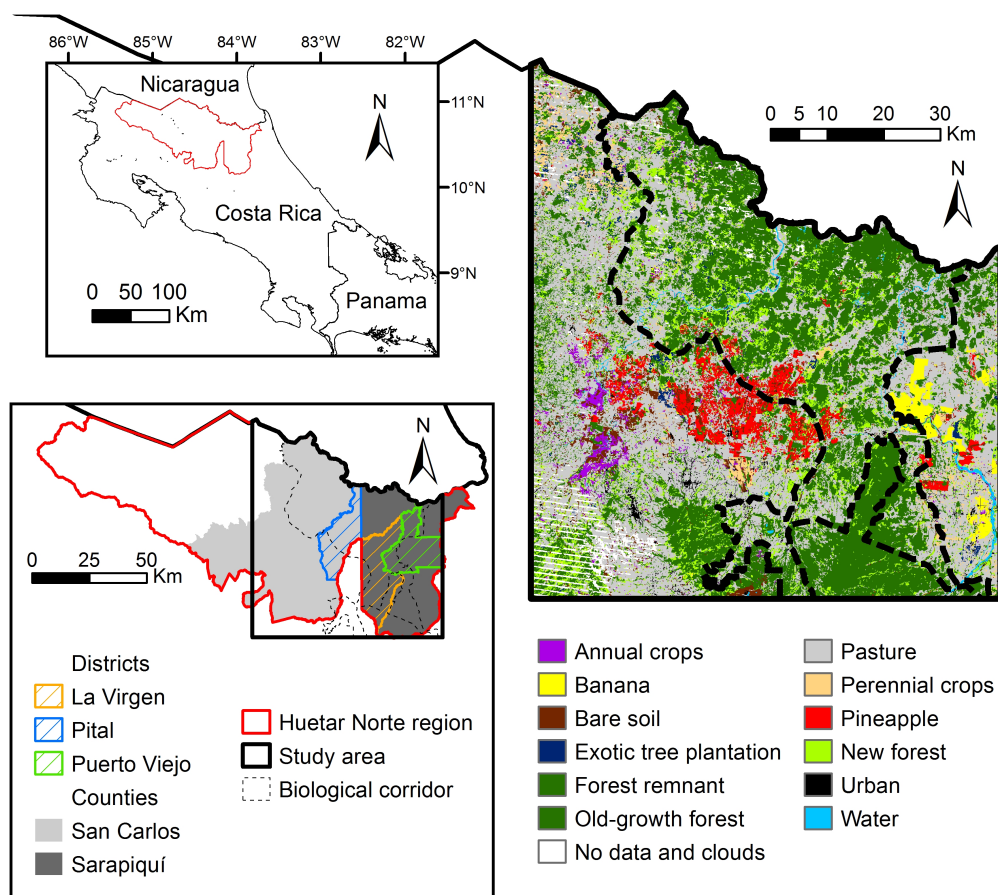 86°W 85°W 84°W 83°W 82°W
Nicaragua
N
11°N
10°N
Costa Rica
9°N
Panama
0 50 100
Km
0 5 10 20 30
Km
N
N
0 25 50
Km
Districts
La Virgen
Pital
Puerto Viejo
Counties
San Carlos
Sarapiquí
Huetar Norte region
Study area
Biological corridor
Annual crops
Banana
Bare soil
Exotic tree plantation
Forest remnant
Old-growth forest
No data and clouds
Pasture
Perennial crops
Pineapple
New forest
Urban
Water